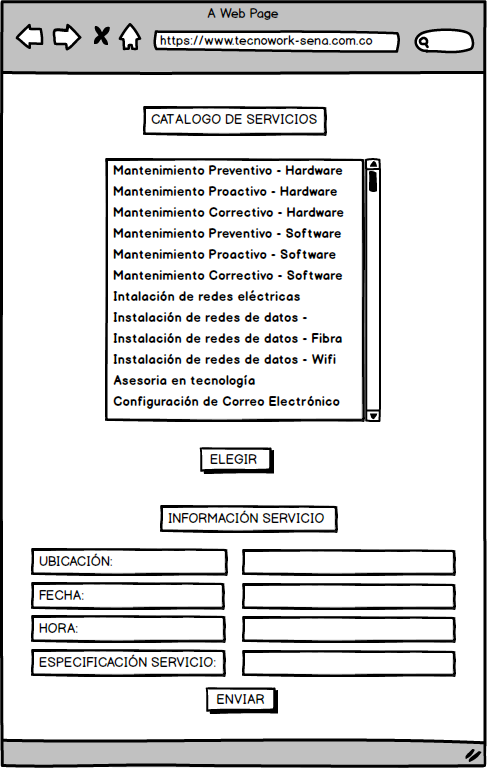 A Web Page
https://www.tecnowork-sena.com.co
CATALOGO DE SERVICIOS
Mantenimiento Preventivo - Hardware
Mantenimiento Proactivo - Hardware
Mantenimiento Correctivo - Hardware
Mantenimiento Preventivo - Software
Mantenimiento Proactivo - Software
Mantenimiento Correctivo - Software
Intalación de redes eléctricas
Instalación de redes de datos -
Instalación de redes de datos - Fibra
Instalación de redes de datos - Wifi
Asesoria en tecnología
Configuración de Correo Electrónico
ELEGIR
INFORMACIÓN SERVICIO
UBICACIÓN:
FECHA:
HORA:
ESPECIFICACIÓN SERVICIO:
ENVIAR